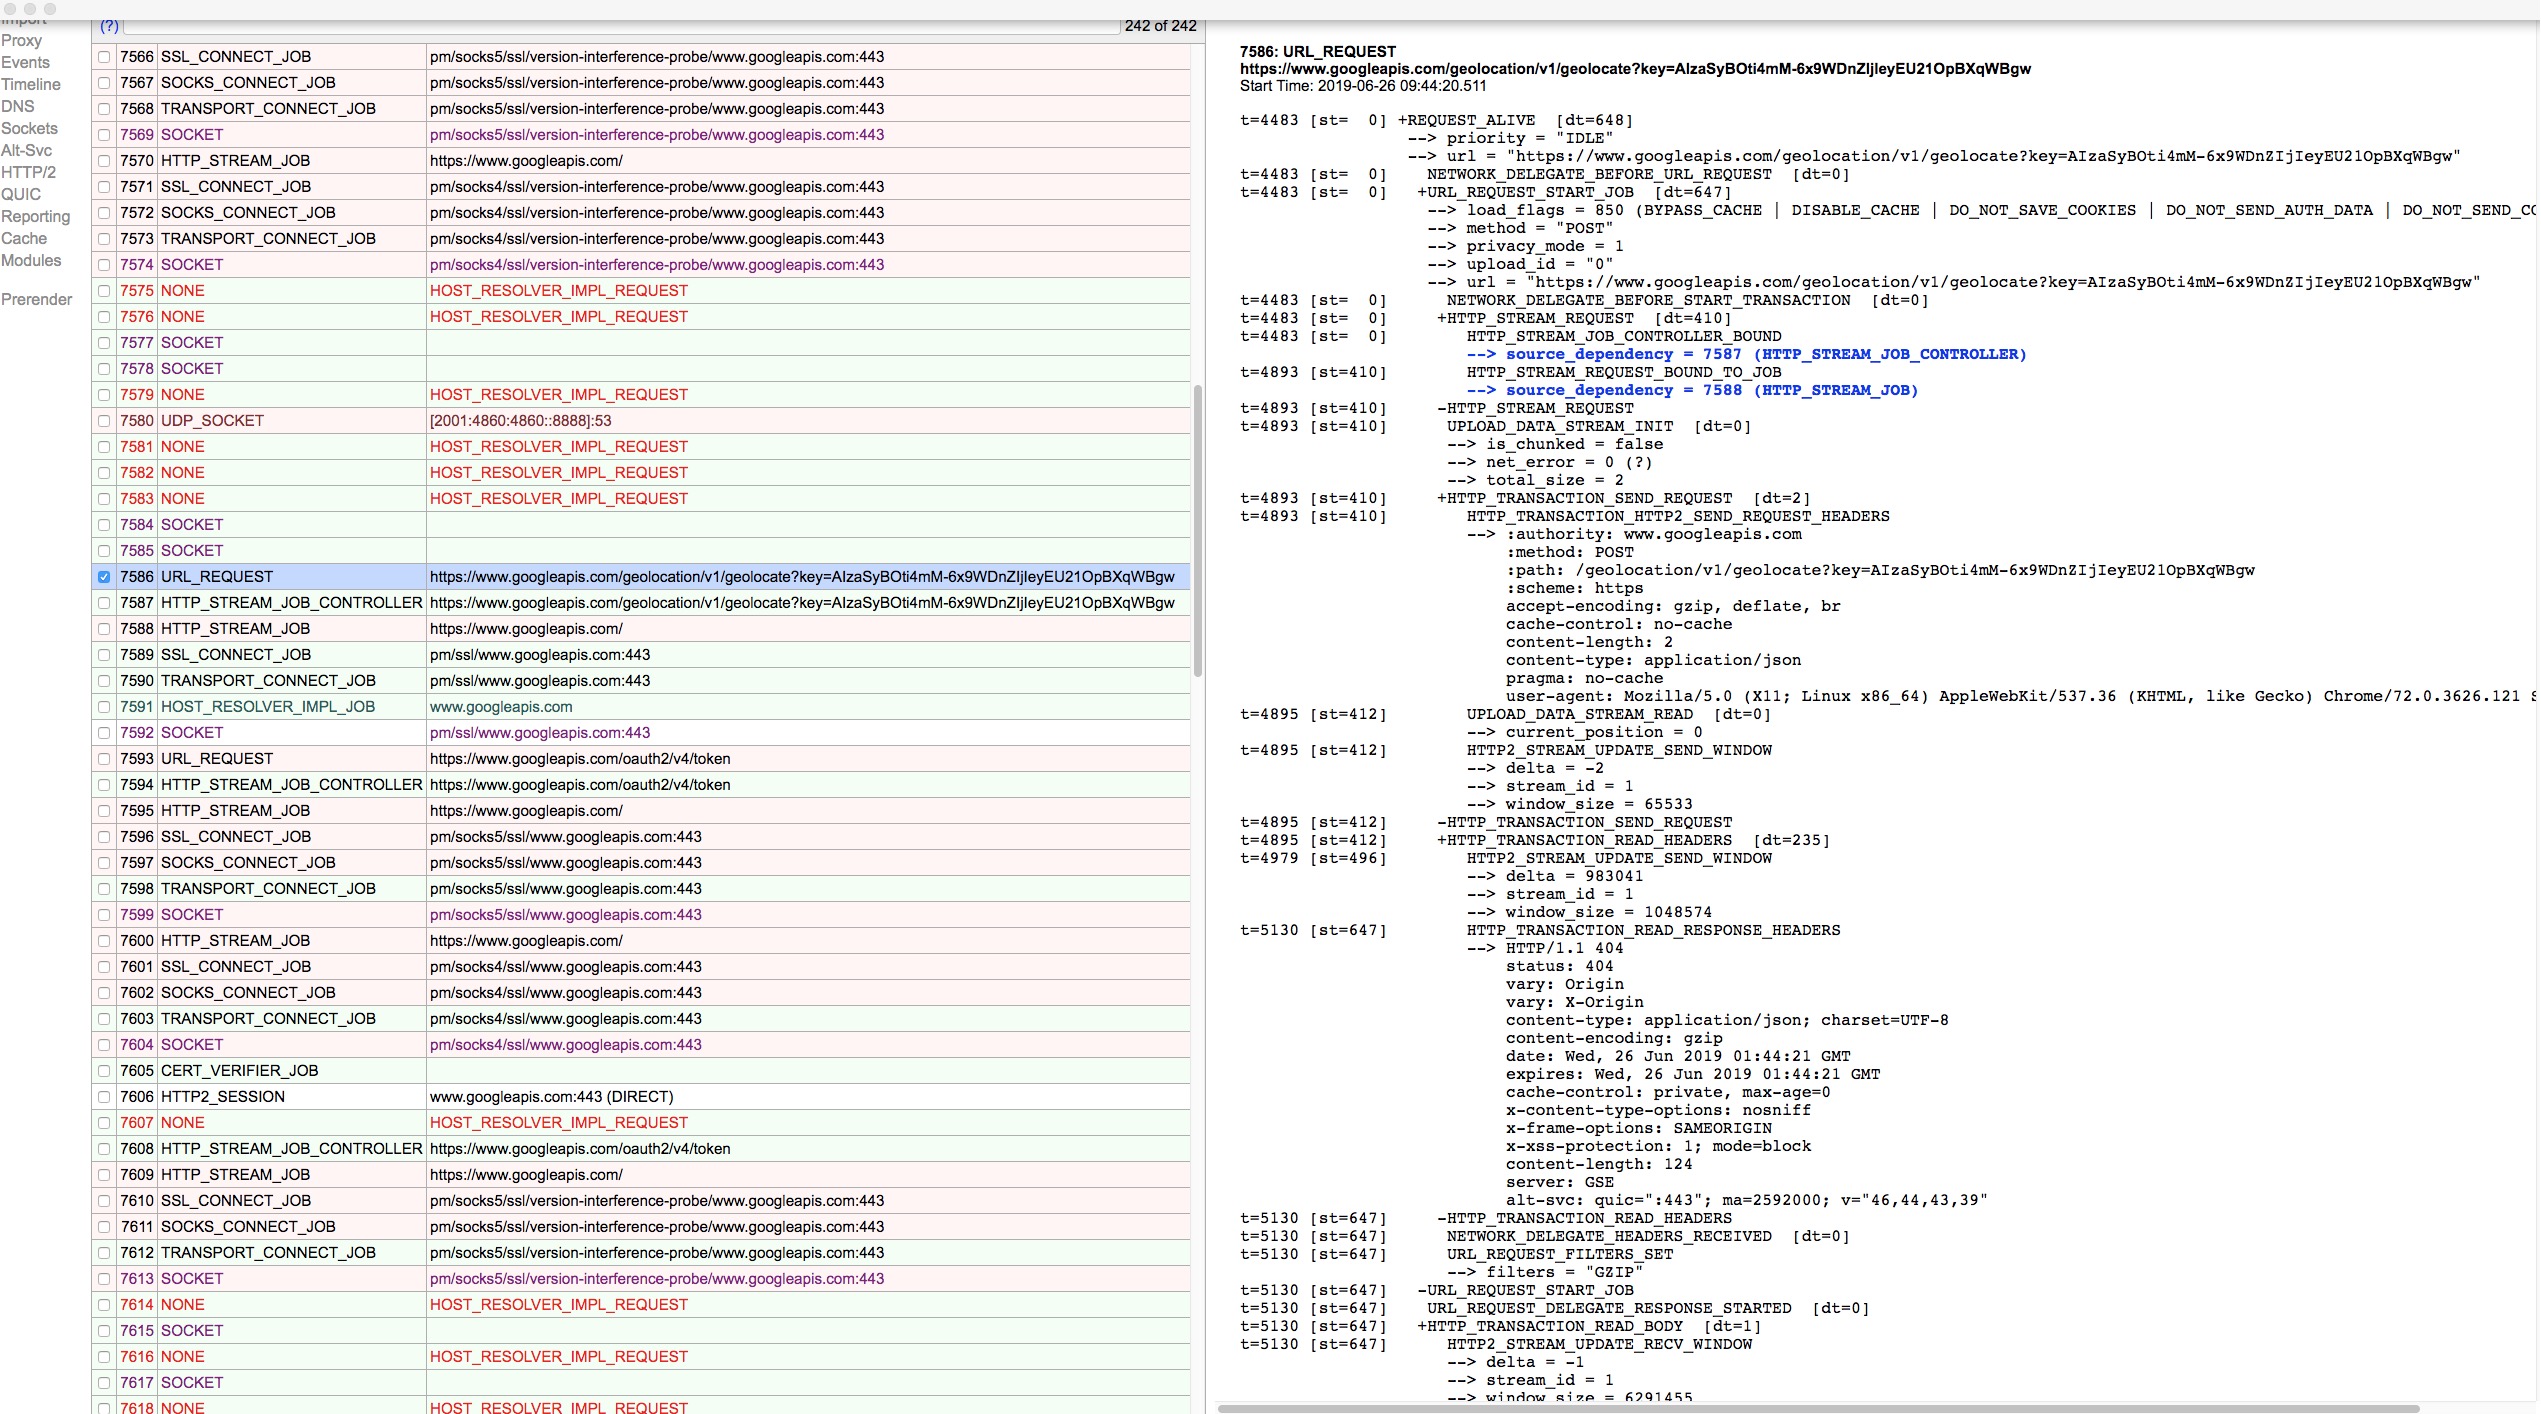 Import
Proxy
Events
Timeline
DNS
Sockets
Alt-Svc
HTTP/2
QUIC
Reporting
Cache
Modules
Prerender
(?) 242 of 242
7566 SSL_CONNECT_JOB pm/socks5/ssl/version-interference-probe/www.googleapis.com:443
7567 SOCKS_CONNECT_JOB pm/socks5/ssl/version-interference-probe/www.googleapis.com:443
7568 TRANSPORT_CONNECT_JOB pm/socks5/ssl/version-interference-probe/www.googleapis.com:443
7569 SOCKET pm/socks5/ssl/version-interference-probe/www.googleapis.com:443
7570 HTTP_STREAM_JOB https://www.googleapis.com/
7571 SSL_CONNECT_JOB pm/socks4/ssl/version-interference-probe/www.googleapis.com:443
7572 SOCKS_CONNECT_JOB pm/socks4/ssl/version-interference-probe/www.googleapis.com:443
7573 TRANSPORT_CONNECT_JOB pm/socks4/ssl/version-interference-probe/www.googleapis.com:443
7574 SOCKET pm/socks4/ssl/version-interference-probe/www.googleapis.com:443
7575 NONE HOST_RESOLVER_IMPL_REQUEST
7576 NONE HOST_RESOLVER_IMPL_REQUEST
7577 SOCKET
7578 SOCKET
7579 NONE HOST_RESOLVER_IMPL_REQUEST
7580 UDP_SOCKET [2001:4860:4860::8888]:53
7581 NONE HOST_RESOLVER_IMPL_REQUEST
7582 NONE HOST_RESOLVER_IMPL_REQUEST
7583 NONE HOST_RESOLVER_IMPL_REQUEST
7584 SOCKET
7585 SOCKET
7586 URL_REQUEST https://www.googleapis.com/geolocation/v1/geolocate?key=AIzaSyBOti4mM-6x9WDnZIjIeyEU21OpBXqWBgw
7587 HTTP_STREAM_JOB_CONTROLLER https://www.googleapis.com/geolocation/v1/geolocate?key=AIzaSyBOti4mM-6x9WDnZIjIeyEU21OpBXqWBgw
7588 HTTP_STREAM_JOB https://www.googleapis.com/
7589 SSL_CONNECT_JOB pm/ssl/www.googleapis.com:443
7590 TRANSPORT_CONNECT_JOB pm/ssl/www.googleapis.com:443
7591 HOST_RESOLVER_IMPL_JOB www.googleapis.com
7592 SOCKET pm/ssl/www.googleapis.com:443
7593 URL_REQUEST https://www.googleapis.com/oauth2/v4/token
7594 HTTP_STREAM_JOB_CONTROLLER https://www.googleapis.com/oauth2/v4/token
7595 HTTP_STREAM_JOB https://www.googleapis.com/
7596 SSL_CONNECT_JOB pm/socks5/ssl/www.googleapis.com:443
7597 SOCKS_CONNECT_JOB pm/socks5/ssl/www.googleapis.com:443
7598 TRANSPORT_CONNECT_JOB pm/socks5/ssl/www.googleapis.com:443
7599 SOCKET pm/socks5/ssl/www.googleapis.com:443
7600 HTTP_STREAM_JOB https://www.googleapis.com/
7601 SSL_CONNECT_JOB pm/socks4/ssl/www.googleapis.com:443
7602 SOCKS_CONNECT_JOB pm/socks4/ssl/www.googleapis.com:443
7603 TRANSPORT_CONNECT_JOB pm/socks4/ssl/www.googleapis.com:443
7604 SOCKET pm/socks4/ssl/www.googleapis.com:443
7605 CERT_VERIFIER_JOB
7606 HTTP2_SESSION www.googleapis.com:443 (DIRECT)
7607 NONE HOST_RESOLVER_IMPL_REQUEST
7608 HTTP_STREAM_JOB_CONTROLLER https://www.googleapis.com/oauth2/v4/token
7609 HTTP_STREAM_JOB https://www.googleapis.com/
7610 SSL_CONNECT_JOB pm/socks5/ssl/version-interference-probe/www.googleapis.com:443
7611 SOCKS_CONNECT_JOB pm/socks5/ssl/version-interference-probe/www.googleapis.com:443
7612 TRANSPORT_CONNECT_JOB pm/socks5/ssl/version-interference-probe/www.googleapis.com:443
7613 SOCKET pm/socks5/ssl/version-interference-probe/www.googleapis.com:443
7614 NONE HOST_RESOLVER_IMPL_REQUEST
7615 SOCKET
7616 NONE HOST_RESOLVER_IMPL_REQUEST
7617 SOCKET
7618 NONE HOST_RESOLVER_IMPL_REQUEST
7586: URL_REQUEST
https://www.googleapis.com/geolocation/v1/geolocate?key=AIzaSyBOti4mM-6x9WDnZIjIeyEU21OpBXqWBgw
Start Time: 2019-06-26 09:44:20.511
t=4483 [st=  0] +REQUEST_ALIVE  [dt=648]
--> priority = "IDLE"
--> url = "https://www.googleapis.com/geolocation/v1/geolocate?key=AIzaSyBOti4mM-6x9WDnZIjIeyEU21OpBXqWBgw"
t=4483 [st=  0] NETWORK_DELEGATE_BEFORE_URL_REQUEST  [dt=0]
t=4483 [st=  0] +URL_REQUEST_START_JOB  [dt=647]
--> load_flags = 850 (BYPASS_CACHE | DISABLE_CACHE | DO_NOT_SAVE_COOKIES | DO_NOT_SEND_AUTH_DATA | DO_NOT_SEND_CO
--> method = "POST"
--> privacy_mode = 1
--> upload_id = "0"
--> url = "https://www.googleapis.com/geolocation/v1/geolocate?key=AIzaSyBOti4mM-6x9WDnZIjIeyEU21OpBXqWBgw"
t=4483 [st=  0] NETWORK_DELEGATE_BEFORE_START_TRANSACTION  [dt=0]
t=4483 [st=  0] +HTTP_STREAM_REQUEST  [dt=410]
t=4483 [st=  0] HTTP_STREAM_JOB_CONTROLLER_BOUND
--> source_dependency = 7587 (HTTP_STREAM_JOB_CONTROLLER)
t=4893 [st=410] HTTP_STREAM_REQUEST_BOUND_TO_JOB
--> source_dependency = 7588 (HTTP_STREAM_JOB)
t=4893 [st=410] -HTTP_STREAM_REQUEST
t=4893 [st=410] UPLOAD_DATA_STREAM_INIT  [dt=0]
--> is_chunked = false
--> net_error = 0 (?)
--> total_size = 2
t=4893 [st=410] +HTTP_TRANSACTION_SEND_REQUEST  [dt=2]
t=4893 [st=410] HTTP_TRANSACTION_HTTP2_SEND_REQUEST_HEADERS
--> :authority: www.googleapis.com
:method: POST
:path: /geolocation/v1/geolocate?key=AIzaSyBOti4mM-6x9WDnZIjIeyEU21OpBXqWBgw
:scheme: https
accept-encoding: gzip, deflate, br
cache-control: no-cache
content-length: 2
content-type: application/json
pragma: no-cache
user-agent: Mozilla/5.0 (X11; Linux x86_64) AppleWebKit/537.36 (KHTML, like Gecko) Chrome/72.0.3626.121 S
t=4895 [st=412] UPLOAD_DATA_STREAM_READ  [dt=0]
--> current_position = 0
t=4895 [st=412] HTTP2_STREAM_UPDATE_SEND_WINDOW
--> delta = -2
--> stream_id = 1
--> window_size = 65533
t=4895 [st=412] -HTTP_TRANSACTION_SEND_REQUEST
t=4895 [st=412] +HTTP_TRANSACTION_READ_HEADERS  [dt=235]
t=4979 [st=496] HTTP2_STREAM_UPDATE_SEND_WINDOW
--> delta = 983041
--> stream_id = 1
--> window_size = 1048574
t=5130 [st=647] HTTP_TRANSACTION_READ_RESPONSE_HEADERS
--> HTTP/1.1 404
status: 404
vary: Origin
vary: X-Origin
content-type: application/json; charset=UTF-8
content-encoding: gzip
date: Wed, 26 Jun 2019 01:44:21 GMT
expires: Wed, 26 Jun 2019 01:44:21 GMT
cache-control: private, max-age=0
x-content-type-options: nosniff
x-frame-options: SAMEORIGIN
x-xss-protection: 1; mode=block
content-length: 124
server: GSE
alt-svc: quic=":443"; ma=2592000; v="46,44,43,39"
t=5130 [st=647] -HTTP_TRANSACTION_READ_HEADERS
t=5130 [st=647] NETWORK_DELEGATE_HEADERS_RECEIVED  [dt=0]
t=5130 [st=647] URL_REQUEST_FILTERS_SET
--> filters = "GZIP"
t=5130 [st=647] -URL_REQUEST_START_JOB
t=5130 [st=647] URL_REQUEST_DELEGATE_RESPONSE_STARTED  [dt=0]
t=5130 [st=647] +HTTP_TRANSACTION_READ_BODY  [dt=1]
t=5130 [st=647] HTTP2_STREAM_UPDATE_RECV_WINDOW
--> delta = -1
--> stream_id = 1
--> window_size = 6291455